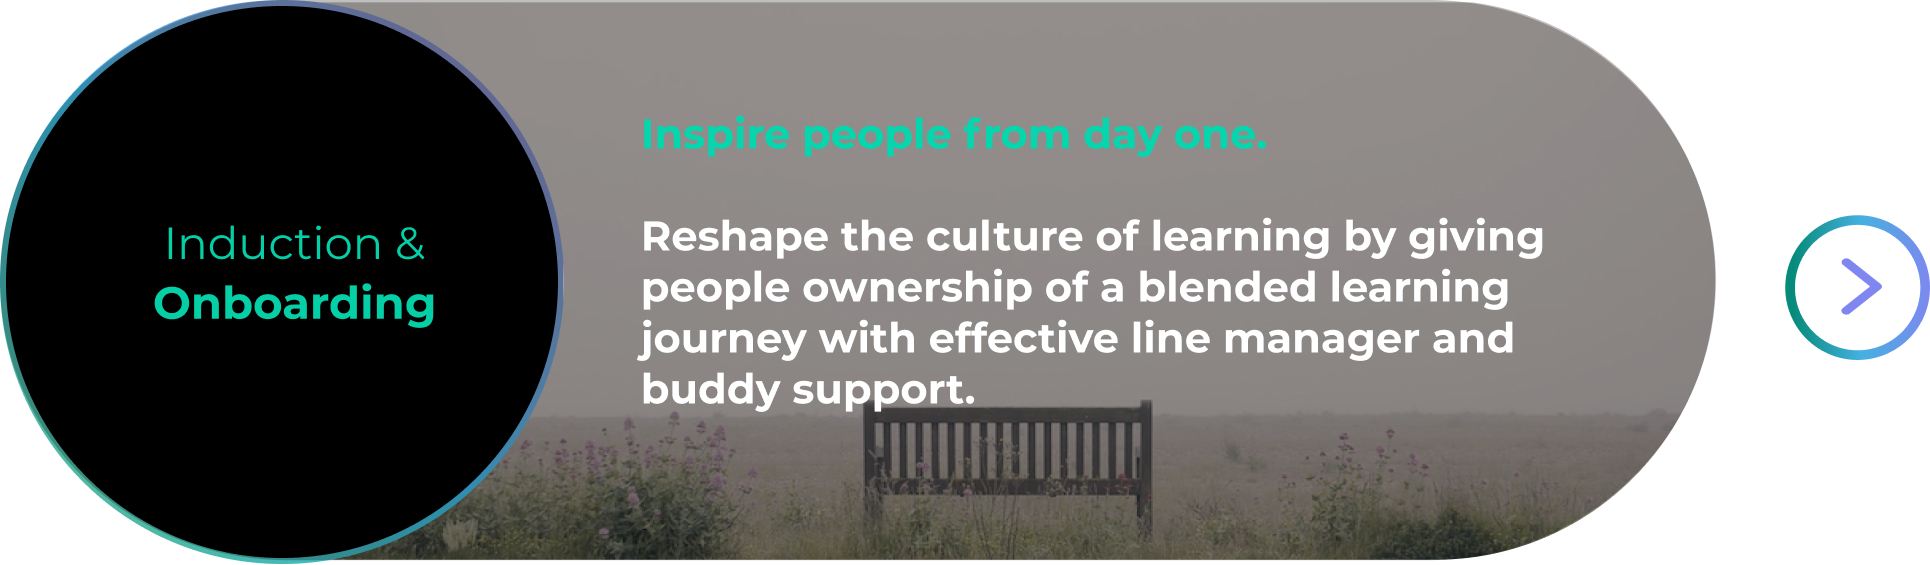 Induction &
Onboarding
Inspire people from day one.
Reshape the culture of learning by giving
people ownership of a blended learning
journey with effective line manager and
buddy support.